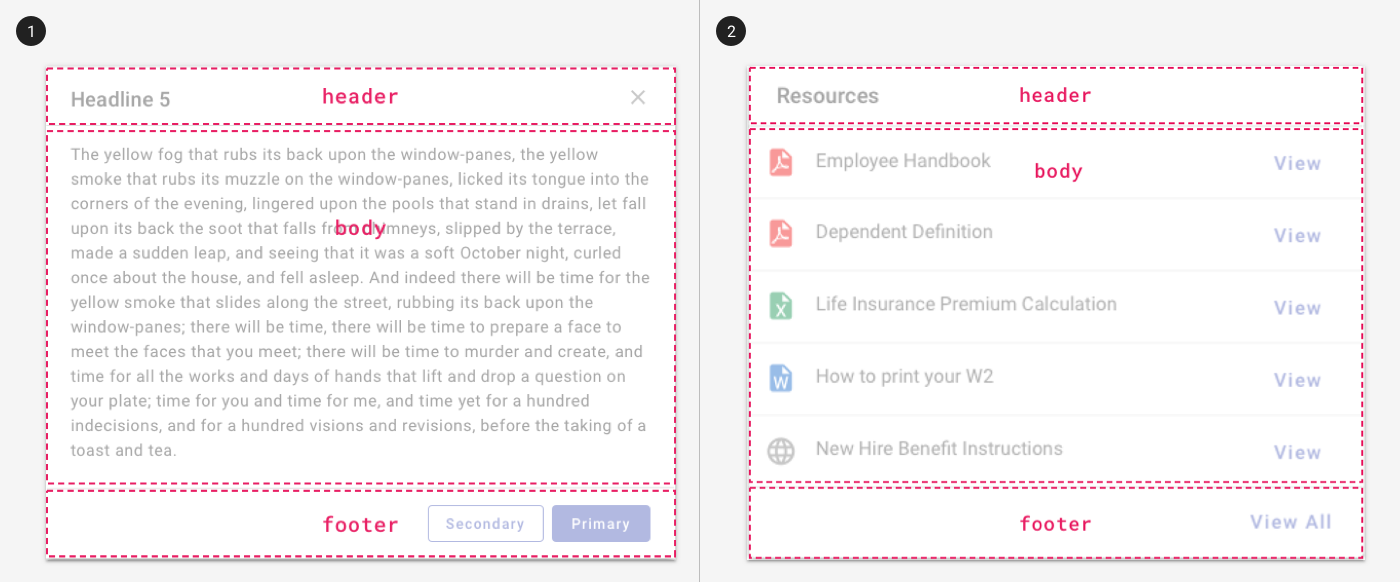 1
Headline 5
header
The yellow fog that rubs its back upon the window-panes, the yellow
smoke that rubs its muzzle on the window-panes, licked its tongue into the
corners of the evening, lingered upon the pools that stand in drains, let fall
upon its back the soot that falls from chimneys, slipped by the terrace,
body
made a sudden leap, and seeing that it was a soft October night, curled
once about the house, and fell asleep. And indeed there will be time for the
yellow smoke that slides along the street, rubbing its back upon the
window-panes; there will be time, there will be time to prepare a face to
meet the faces that you meet; there will be time to murder and create, and
time for all the works and days of hands that lift and drop a question on
your plate; time for you and time for me, and time yet for a hundred
indecisions, and for a hundred visions and revisions, before the taking of a
toast and tea.
footer
Secondary
Primary
2
Resources
header
Employee Handbook
body
View
Dependent Definition
View
X
Life Insurance Premium Calculation
View
W
How to print your W2
View
New Hire Benefit Instructions
View
footer
View All